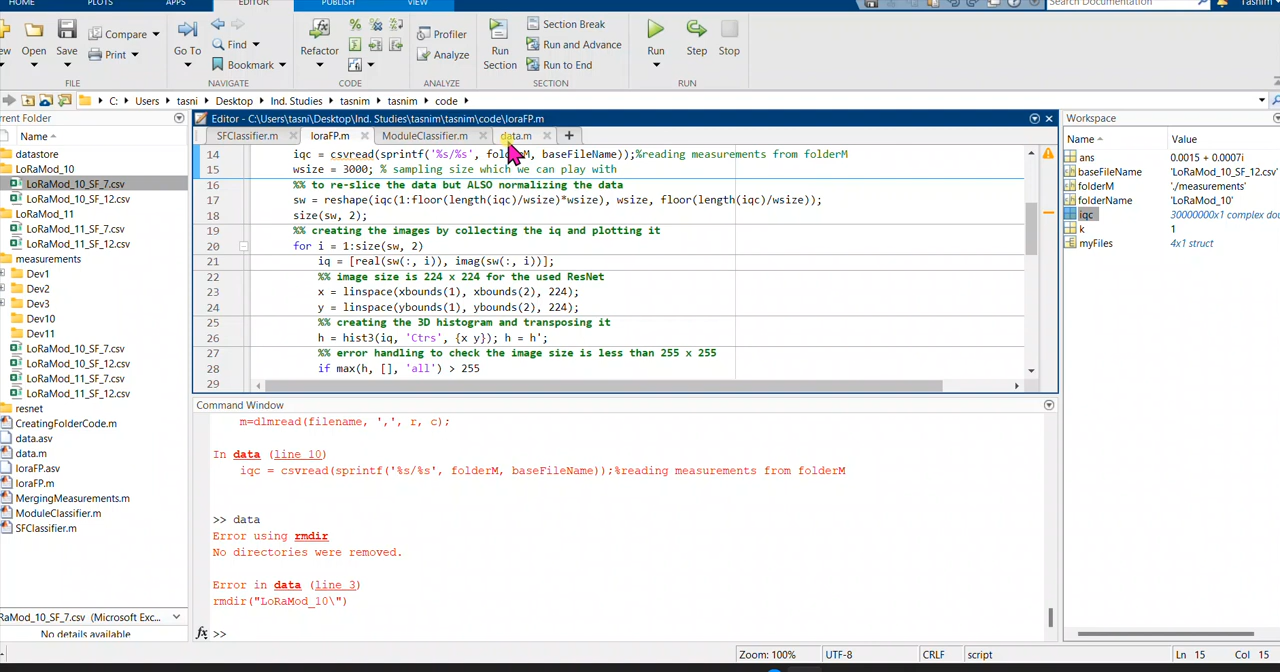 HOME PLOTS APPS EDITOR PUBLISH VIEW
Search Documentation Tasnim
Open Save Compare Print
Go To Find Bookmark
Refactor
Profiler Analyze
Run Section Section Break Run and Advance Run to End
Run Step Stop
FILE NAVIGATE CODE ANALYZE SECTION RUN
C: Users tasni Desktop Ind. Studies tasnim tasnim code
Name
datastore
LoRaMod_10
LoRaMod_10_SF_7.csv
LoRaMod_10_SF_12.csv
LoRaMod_11
LoRaMod_11_SF_7.csv
LoRaMod_11_SF_12.csv
measurements
Dev1
Dev2
Dev3
Dev10
Dev11
LoRaMod_10_SF_7.csv
LoRaMod_10_SF_12.csv
LoRaMod_11_SF_7.csv
LoRaMod_11_SF_12.csv
resnet
CreatingFolderCode.m
data.asv
data.m
loraFP.asv
loraFP.m
MergingMeasurements.m
ModuleClassifier.m
SFClassifier.m
RaMod_10_SF_7.csv (Microsoft Exc...
No details available
Editor - C:\Users\tasni\Desktop\Ind. Studies\tasnim\tasnim\code\loraFP.m
SFClassifier.m loraFP.m ModuleClassifier.m data.m
14 iqc = csvread(sprintf('%s/%s', folderM, baseFileName));%reading measurements from folderM
15 wsize = 3000; % sampling size which we can play with
16 %% to re-slice the data but ALSO normalizing the data
17 sw = reshape(iqc(1:floor(length(iqc)/wsize)*wsize), wsize, floor(length(iqc)/wsize));
18 size(sw, 2);
19 %% creating the images by collecting the iq and plotting it
20 for i = 1:size(sw, 2)
21 iq = [real(sw(:, i)), imag(sw(:, i))];
22 %% image size is 224 x 224 for the used ResNet
23 x = linspace(xbounds(1), xbounds(2), 224);
24 y = linspace(ybounds(1), ybounds(2), 224);
25 %% creating the 3D histogram and transposing it
26 h = hist3(iq, 'Ctrs', {x y}); h = h';
27 %% error handling to check the image size is less than 255 x 255
28 if max(h, [], 'all') > 255
29
Command Window
m=dlmread(filename, ',', r, c);
In data (line 10)
iqc = csvread(sprintf('%s/%s', folderM, baseFileName));%reading measurements from folderM
>> data
Error using rmdir
No directories were removed.
Error in data (line 3)
rmdir("LoRaMod_10\")
fx >>
Workspace
Name Value
ans 0.0015 + 0.0007i
baseFileName 'LoRaMod_10_SF_12.c
folderM './measurements'
folderName 'LoRaMod_10'
iqc 30000000x1 complex do
k 1
myFiles 4x1 struct
Zoom: 100% UTF-8 CRLF script Ln 15 Col 15